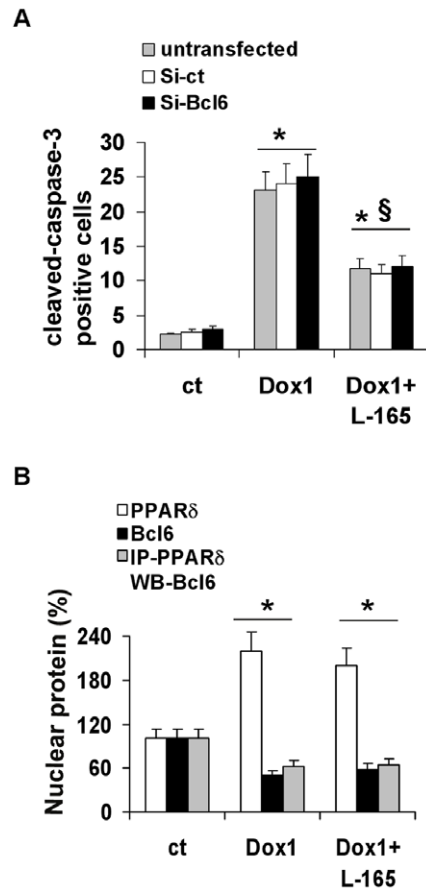 A
untransfected
Si-ct
Si-Bcl6
cleaved-caspase-3
positive cells
30
25
20
15
10
5
0
*
* §
ct
Dox1
Dox1+
L-165
B
PPARδ
Bcl6
IP-PPARδ
WB-Bcl6
Nuclear protein (%)
240
180
120
60
0
*
*
ct
Dox1
Dox1+
L-165